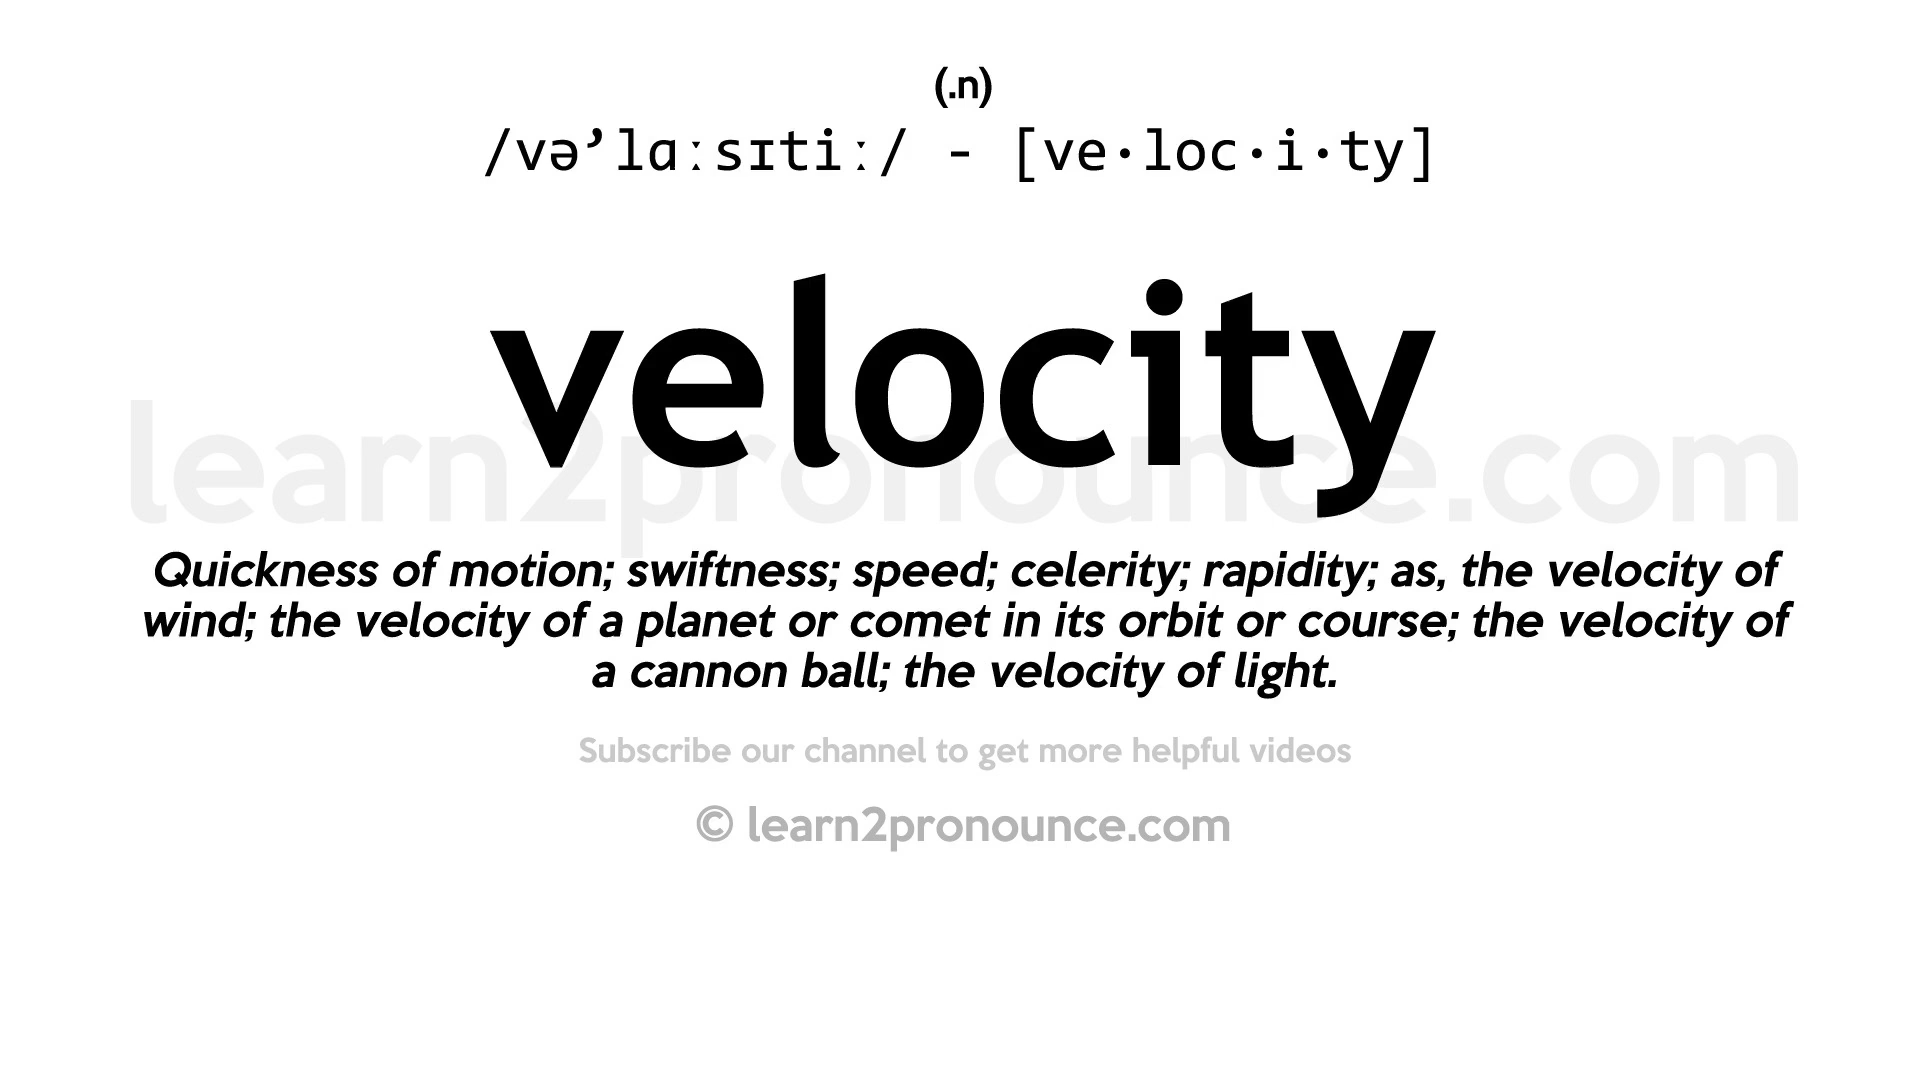 (.n)
/və’lɑːsɪtiː/ - [ve·loc·i·ty]
velocity
learn2pronounce.com
Quickness of motion; swiftness; speed; celerity; rapidity; as, the velocity of
wind; the velocity of a planet or comet in its orbit or course; the velocity of
a cannon ball; the velocity of light.
Subscribe our channel to get more helpful videos
© learn2pronounce.com